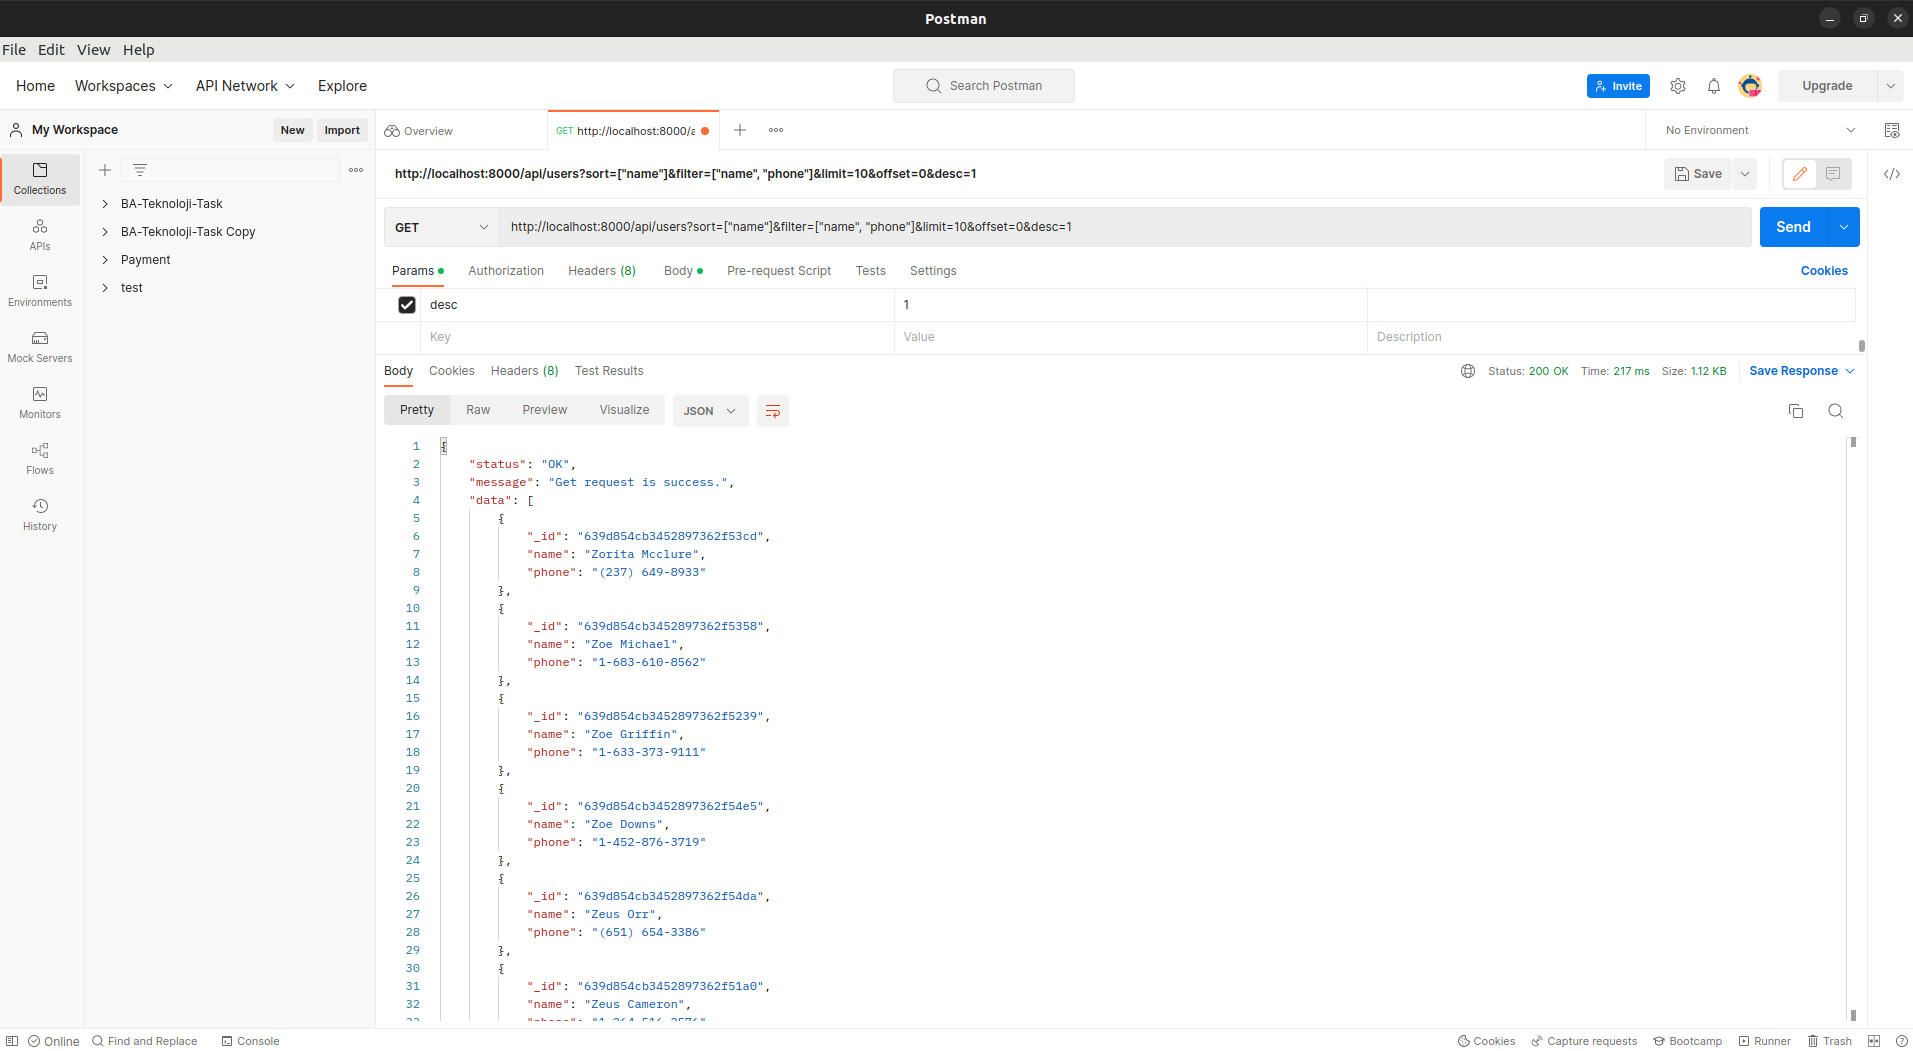 Postman
File Edit View Help
Home Workspaces API Network Explore Search Postman Invite Upgrade
My Workspace New Import
Overview GET http://localhost:8000/a No Environment
http://localhost:8000/api/users?sort=["name"]&filter=["name", "phone"]&limit=10&offset=0&desc=1 Save
GET http://localhost:8000/api/users?sort=["name"]&filter=["name", "phone"]&limit=10&offset=0&desc=1 Send
Collections
APIs
Environments
Mock Servers
Monitors
Flows
History
BA-Teknoloji-Task
BA-Teknoloji-Task Copy
Payment
test
Params Authorization Headers (8) Body Pre-request Script Tests Settings Cookies
desc 1
Key Value Description
Body Cookies Headers (8) Test Results Status: 200 OK Time: 217 ms Size: 1.12 KB Save Response
Pretty Raw Preview Visualize JSON
1 {
2 "status": "OK",
3 "message": "Get request is success.",
4 "data": [
5 {
6 "_id": "639d854cb3452897362f53cd",
7 "name": "Zorita Mcclure",
8 "phone": "(237) 649-8933"
9 },
10 {
11 "_id": "639d854cb3452897362f5358",
12 "name": "Zoe Michael",
13 "phone": "1-683-610-8562"
14 },
15 {
16 "_id": "639d854cb3452897362f5239",
17 "name": "Zoe Griffin",
18 "phone": "1-633-373-9111"
19 },
20 {
21 "_id": "639d854cb3452897362f54e5",
22 "name": "Zoe Downs",
23 "phone": "1-452-876-3719"
24 },
25 {
26 "_id": "639d854cb3452897362f54da",
27 "name": "Zeus Orr",
28 "phone": "(651) 654-3386"
29 },
30 {
31 "_id": "639d854cb3452897362f51a0",
32 "name": "Zeus Cameron",
Online Find and Replace Console Cookies Capture requests Bootcamp Runner Trash